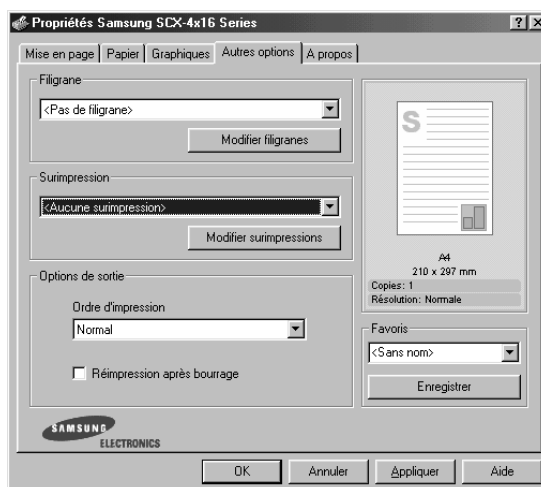 Propriétés Samsung SCX-4x16 Series
Mise en page Papier Graphiques Autres options A propos
Filigrane
<Pas de filigrane>
Modifier filigranes
Surimpression
<Aucune surimpression>
Modifier surimpressions
Options de sortie
Ordre d'impression
Normal
Réimpression après bourrage
S
A4
210 x 297 mm
Copies: 1
Résolution: Normale
Favoris
<Sans nom>
Enregistrer
SAMSUNG
ELECTRONICS
OK Annuler Appliquer Aide